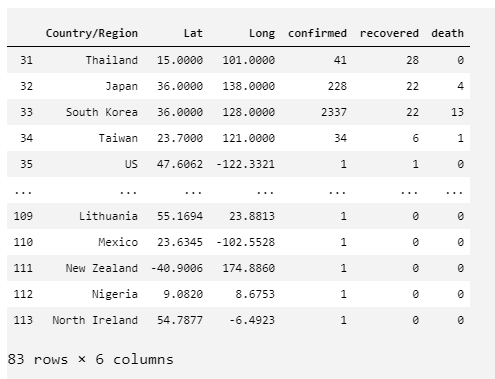 Country/Region Lat Long confirmed recovered death
31 Thailand 15.0000 101.0000 41 28 0
32 Japan 36.0000 138.0000 228 22 4
33 South Korea 36.0000 128.0000 2337 22 13
34 Taiwan 23.7000 121.0000 34 6 1
35 US 47.6062 -122.3321 1 1 0
... ... ... ... ... ... ...
109 Lithuania 55.1694 23.8813 1 0 0
110 Mexico 23.6345 -102.5528 1 0 0
111 New Zealand -40.9006 174.8860 1 0 0
112 Nigeria 9.0820 8.6753 1 0 0
113 North Ireland 54.7877 -6.4923 1 0 0
83 rows × 6 columns